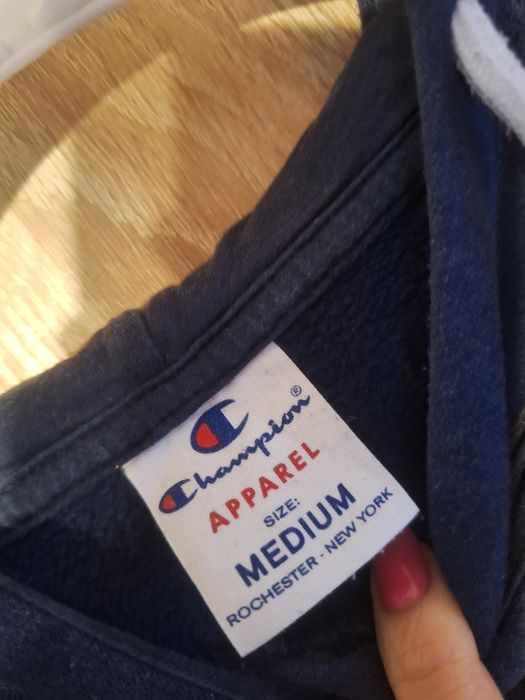 Champion®
APPAREL
SIZE:
MEDIUM
ROCHESTER - NEW YORK